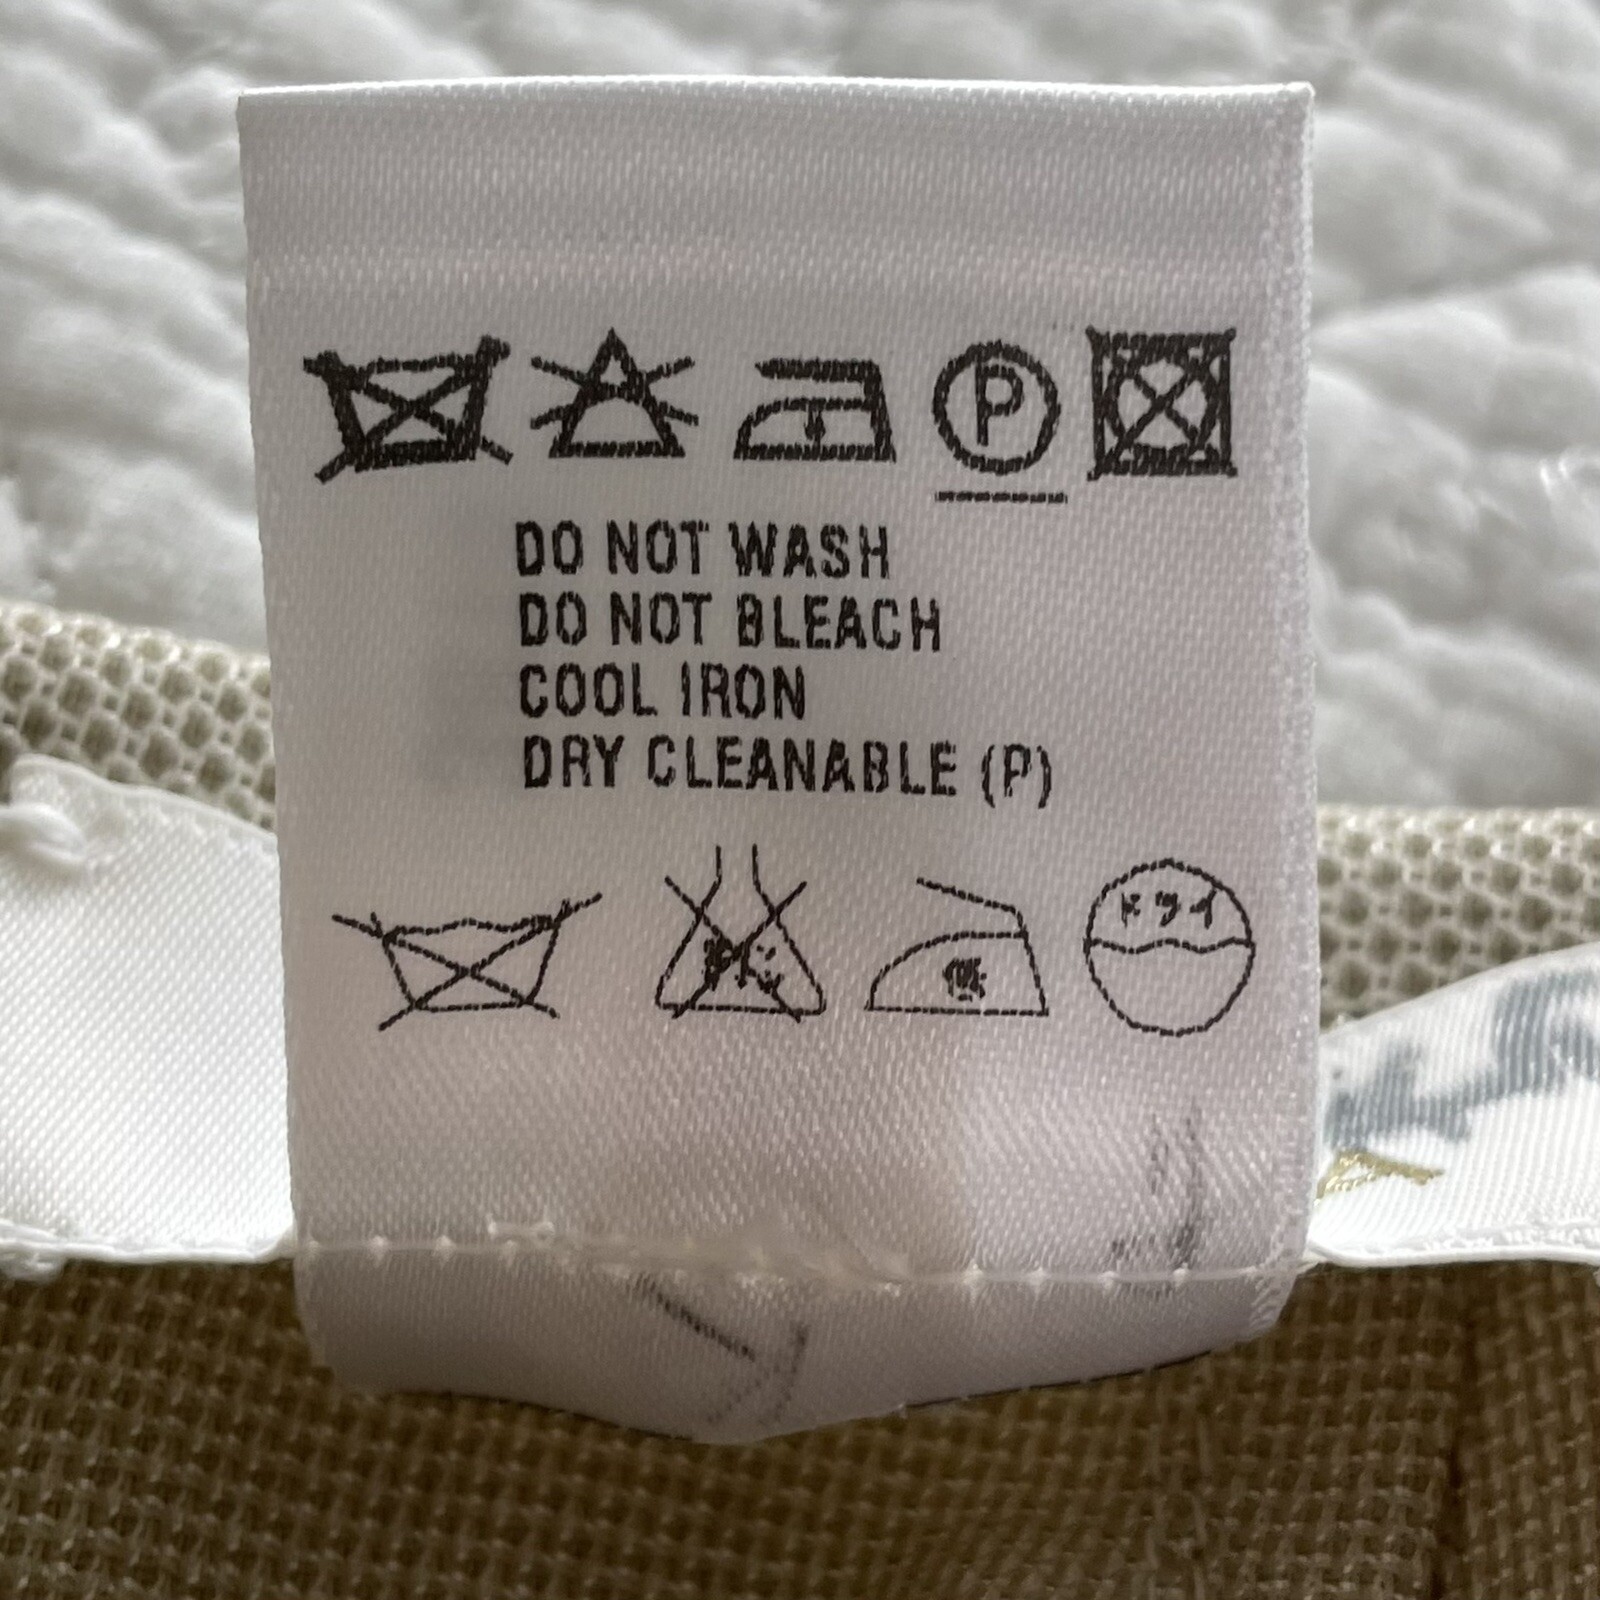 P
DO NOT WASH
DO NOT BLEACH
COOL IRON
DRY CLEANABLE (P)
ドライ